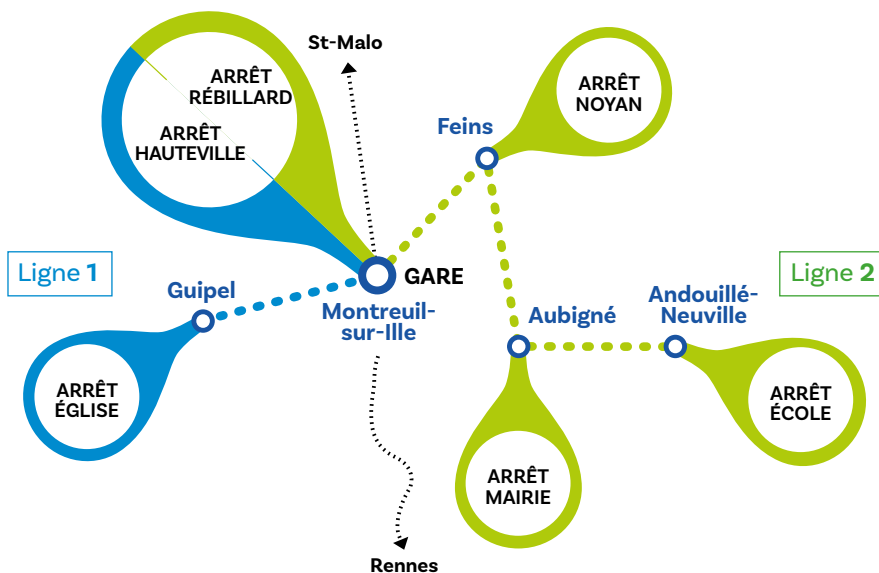 St-Malo
ARRÊT
RÉBILLARD
ARRÊT
HAUTEVILLE
ARRÊT
NOYAN
Feins
Ligne 1
GARE
Ligne 2
Guipel
Montreuil-
sur-Ille
Aubigné
Andouillé-
Neuville
ARRÊT
ÉGLISE
ARRÊT
ÉCOLE
ARRÊT
MAIRIE
Rennes